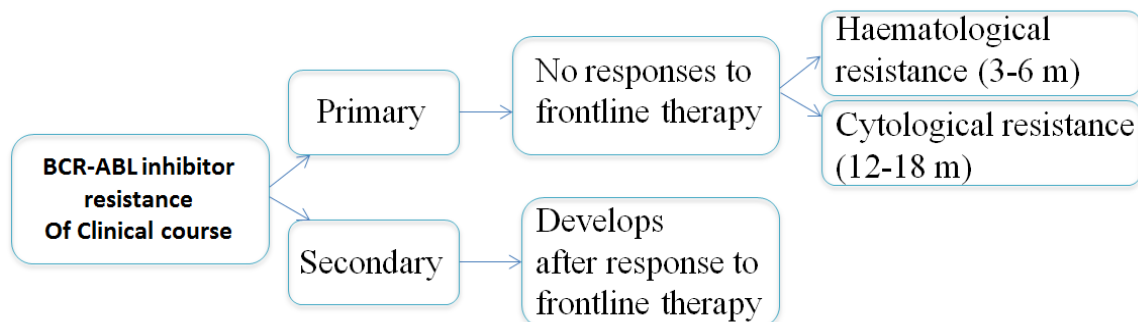 BCR-ABL inhibitor
resistance
Of Clinical course
Primary
No responses to
frontline therapy
Haematological
resistance (3-6 m)
Cytological resistance
(12-18 m)
Secondary
Develops
after response to
frontline therapy